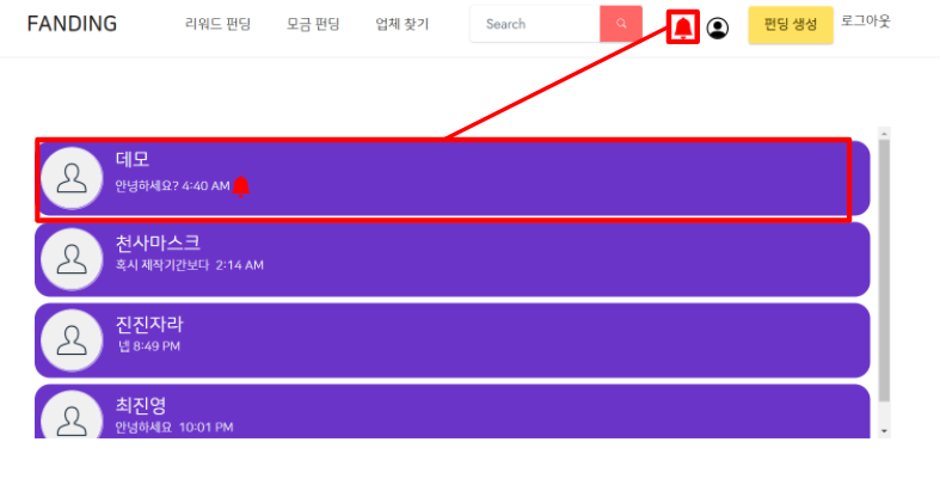 FANDING 리워드 펀딩 모금 펀딩 업체 찾기 Search 펀딩 생성 로그아웃
데모
안녕하세요? 4:40 AM
천사마스크
혹시 제작기간보다 2:14 AM
진진자라
넵 8:49 PM
최진영
안녕하세요 10:01 PM